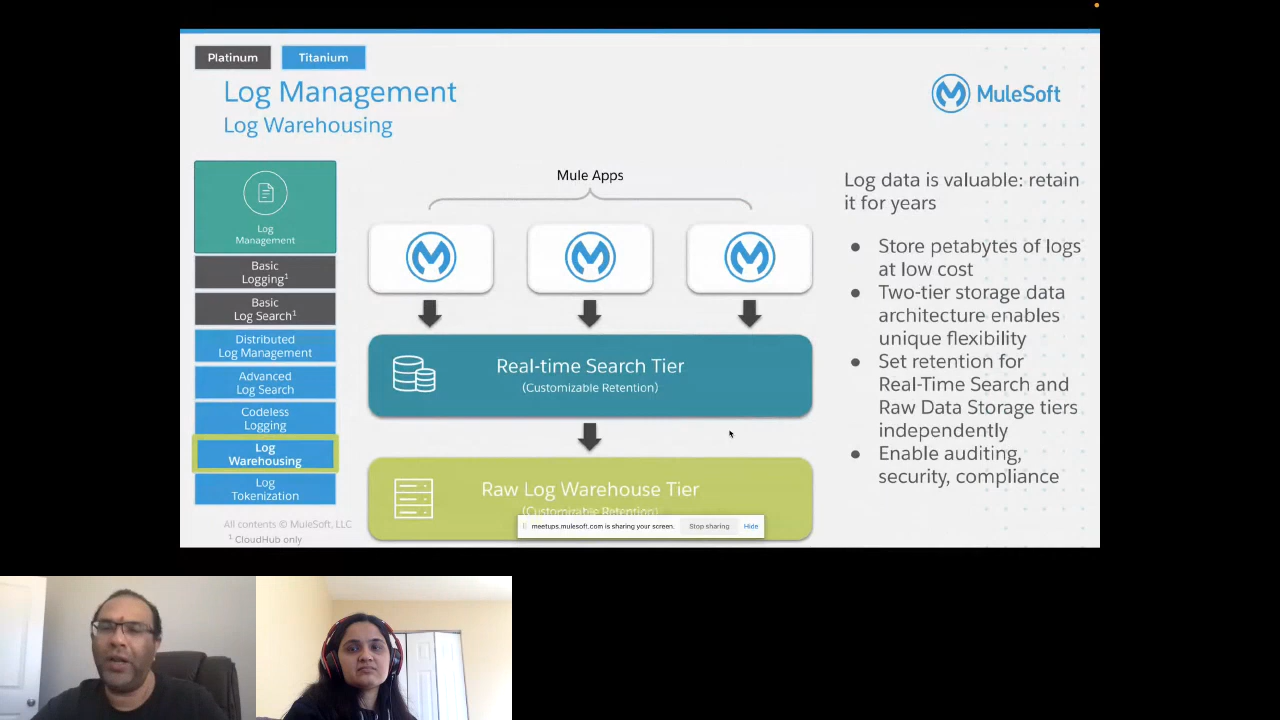 Platinum
Titanium
Log Management
Log Warehousing
MuleSoft
Log
Management
Basic
Logging¹
Basic
Log Search¹
Distributed
Log Management
Advanced
Log Search
Codeless
Logging
Log
Warehousing
Log
Tokenization
All contents © MuleSoft, LLC
¹ CloudHub only
Mule Apps
Real-time Search Tier
(Customizable Retention)
Raw Log Warehouse Tier
(Customizable Retention)
meetups.mulesoft.com is sharing your screen.
Stop sharing
Hide
Log data is valuable: retain
it for years
● Store petabytes of logs
at low cost
● Two-tier storage data
architecture enables
unique flexibility
● Set retention for
Real-Time Search and
Raw Data Storage tiers
independently
● Enable auditing,
security, compliance